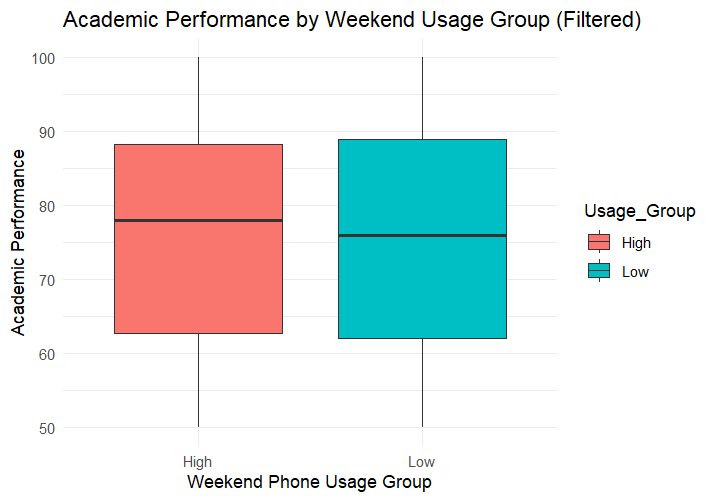 Academic Performance by Weekend Usage Group (Filtered)
Academic Performance
100
90
80
70
60
50
High
Low
Weekend Phone Usage Group
Usage_Group
High
Low